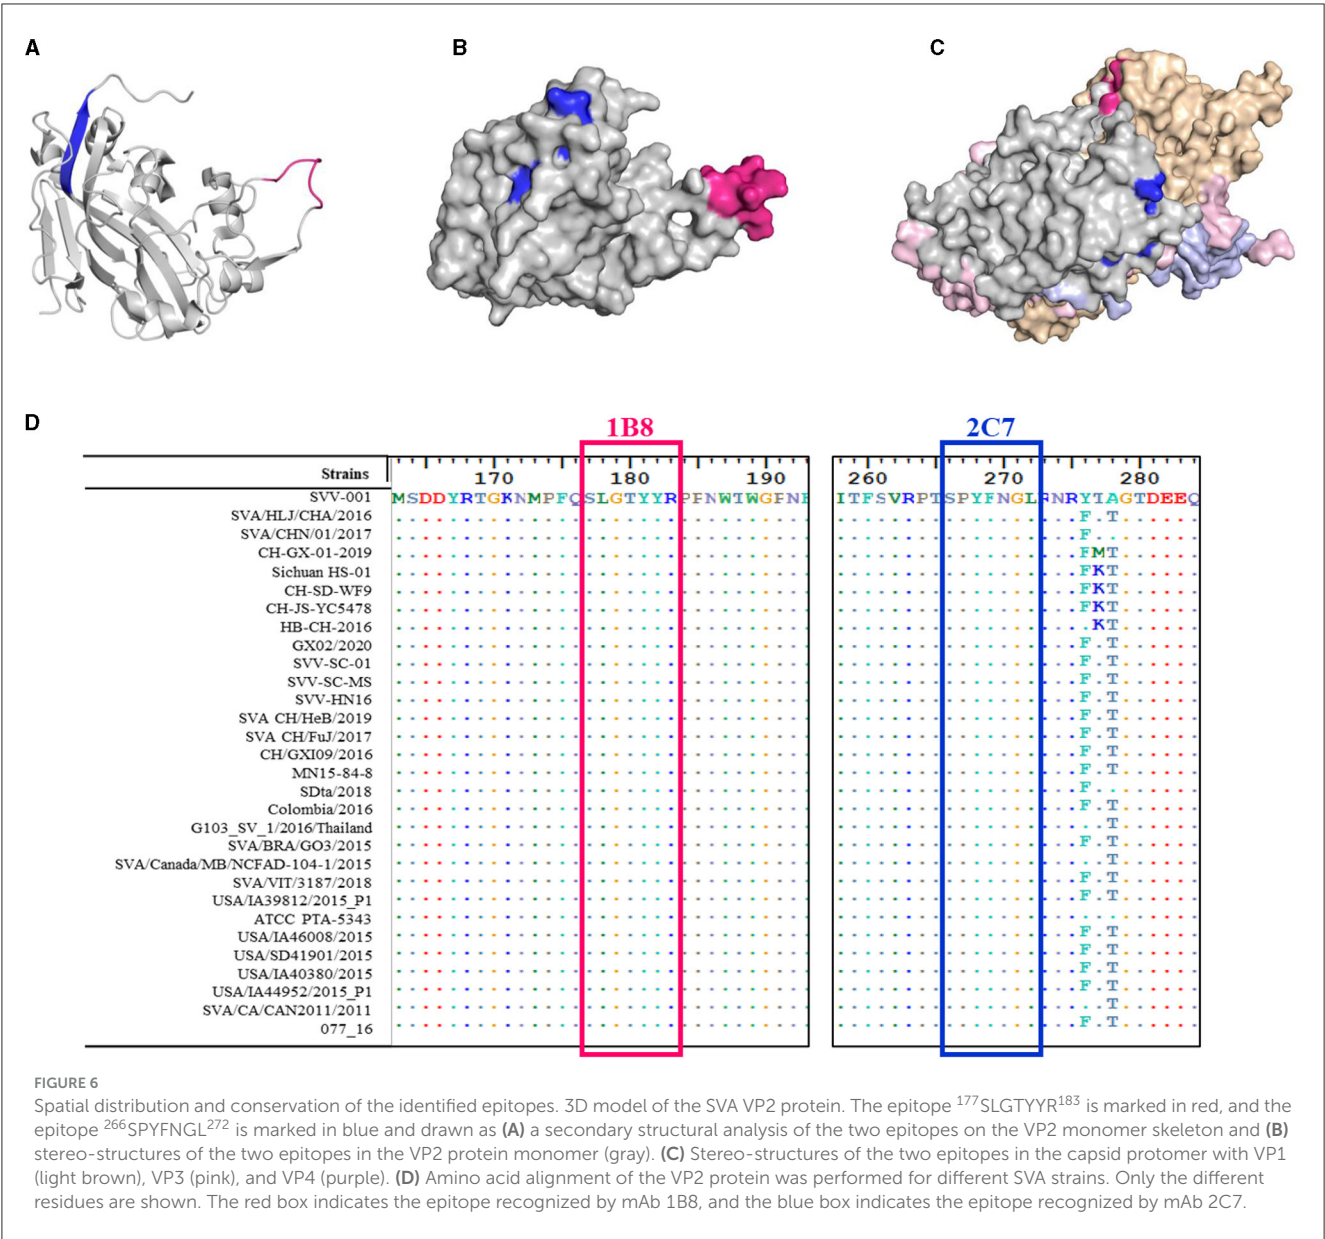 A
B
C
D
1B8
2C7
Strains 170 180 190 260 270 280
SVV-001 MSDDYRTGKNMPFQSLGTYYRPFNWTWGFN ITFSVRPTSPYFNGLRNRYTAGTDEEQ
SVA/HLJ/CHA/2016 F.T
SVA/CHN/01/2017 F
CH-GX-01-2019 FMT
Sichuan HS-01 FKT
CH-SD-WF9 FKT
CH-JS-YC5478 FKT
HB-CH-2016 KT
GX02/2020 F.T
SVV-SC-01 F.T
SVV-SC-MS F.T
SVV-HN16 F.T
SVA CH/HeB/2019 F.T
SVA CH/FuJ/2017 F.T
CH/GXI09/2016 F.T
MN15-84-8 F.T
SDta/2018 F
Colombia/2016 F.T
G103_SV_1/2016/Thailand T
SVA/BRA/GO3/2015 F.T
SVA/Canada/MB/NCFAD-104-1/2015 T
SVA/VIT/3187/2018 F.T
USA/IA39812/2015_P1 F.T
ATCC PTA-5343
USA/IA46008/2015 F.T
USA/SD41901/2015 F.T
USA/IA40380/2015 F.T
USA/IA44952/2015_P1 F.T
SVA/CA/CAN2011/2011 T
077_16 F.T
FIGURE 6
Spatial distribution and conservation of the identified epitopes. 3D model of the SVA VP2 protein. The epitope 177SLGTYYR183 is marked in red, and the
epitope 266SPYFNGL272 is marked in blue and drawn as (A) a secondary structural analysis of the two epitopes on the VP2 monomer skeleton and (B)
stereo-structures of the two epitopes in the VP2 protein monomer (gray). (C) Stereo-structures of the two epitopes in the capsid protomer with VP1
(light brown), VP3 (pink), and VP4 (purple). (D) Amino acid alignment of the VP2 protein was performed for different SVA strains. Only the different
residues are shown. The red box indicates the epitope recognized by mAb 1B8, and the blue box indicates the epitope recognized by mAb 2C7.